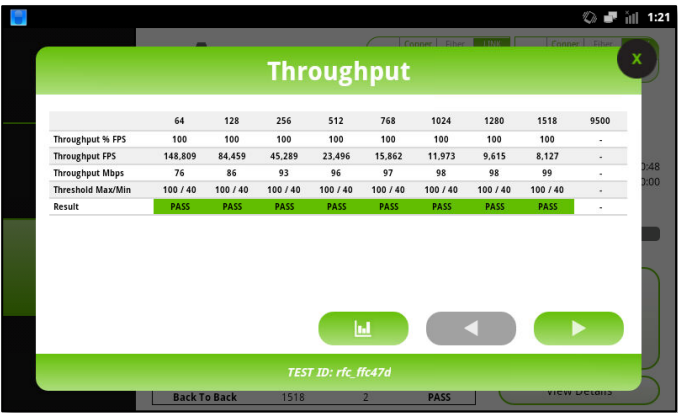 1:21
Copper Fiber LINK Copper Fiber
Throughput
X
64 128 256 512 768 1024 1280 1518 9500
Throughput % FPS 100 100 100 100 100 100 100 100 -
Throughput FPS 148,809 84,459 45,289 23,496 15,862 11,973 9,615 8,127 -
Throughput Mbps 76 86 93 96 97 98 98 99 -
Threshold Max/Min 100 / 40 100 / 40 100 / 40 100 / 40 100 / 40 100 / 40 100 / 40 100 / 40 -
Result PASS PASS PASS PASS PASS PASS PASS PASS -
0:48
0:00
TEST ID: rfc_ffc47d
Back To Back 1518 2 PASS
View Details